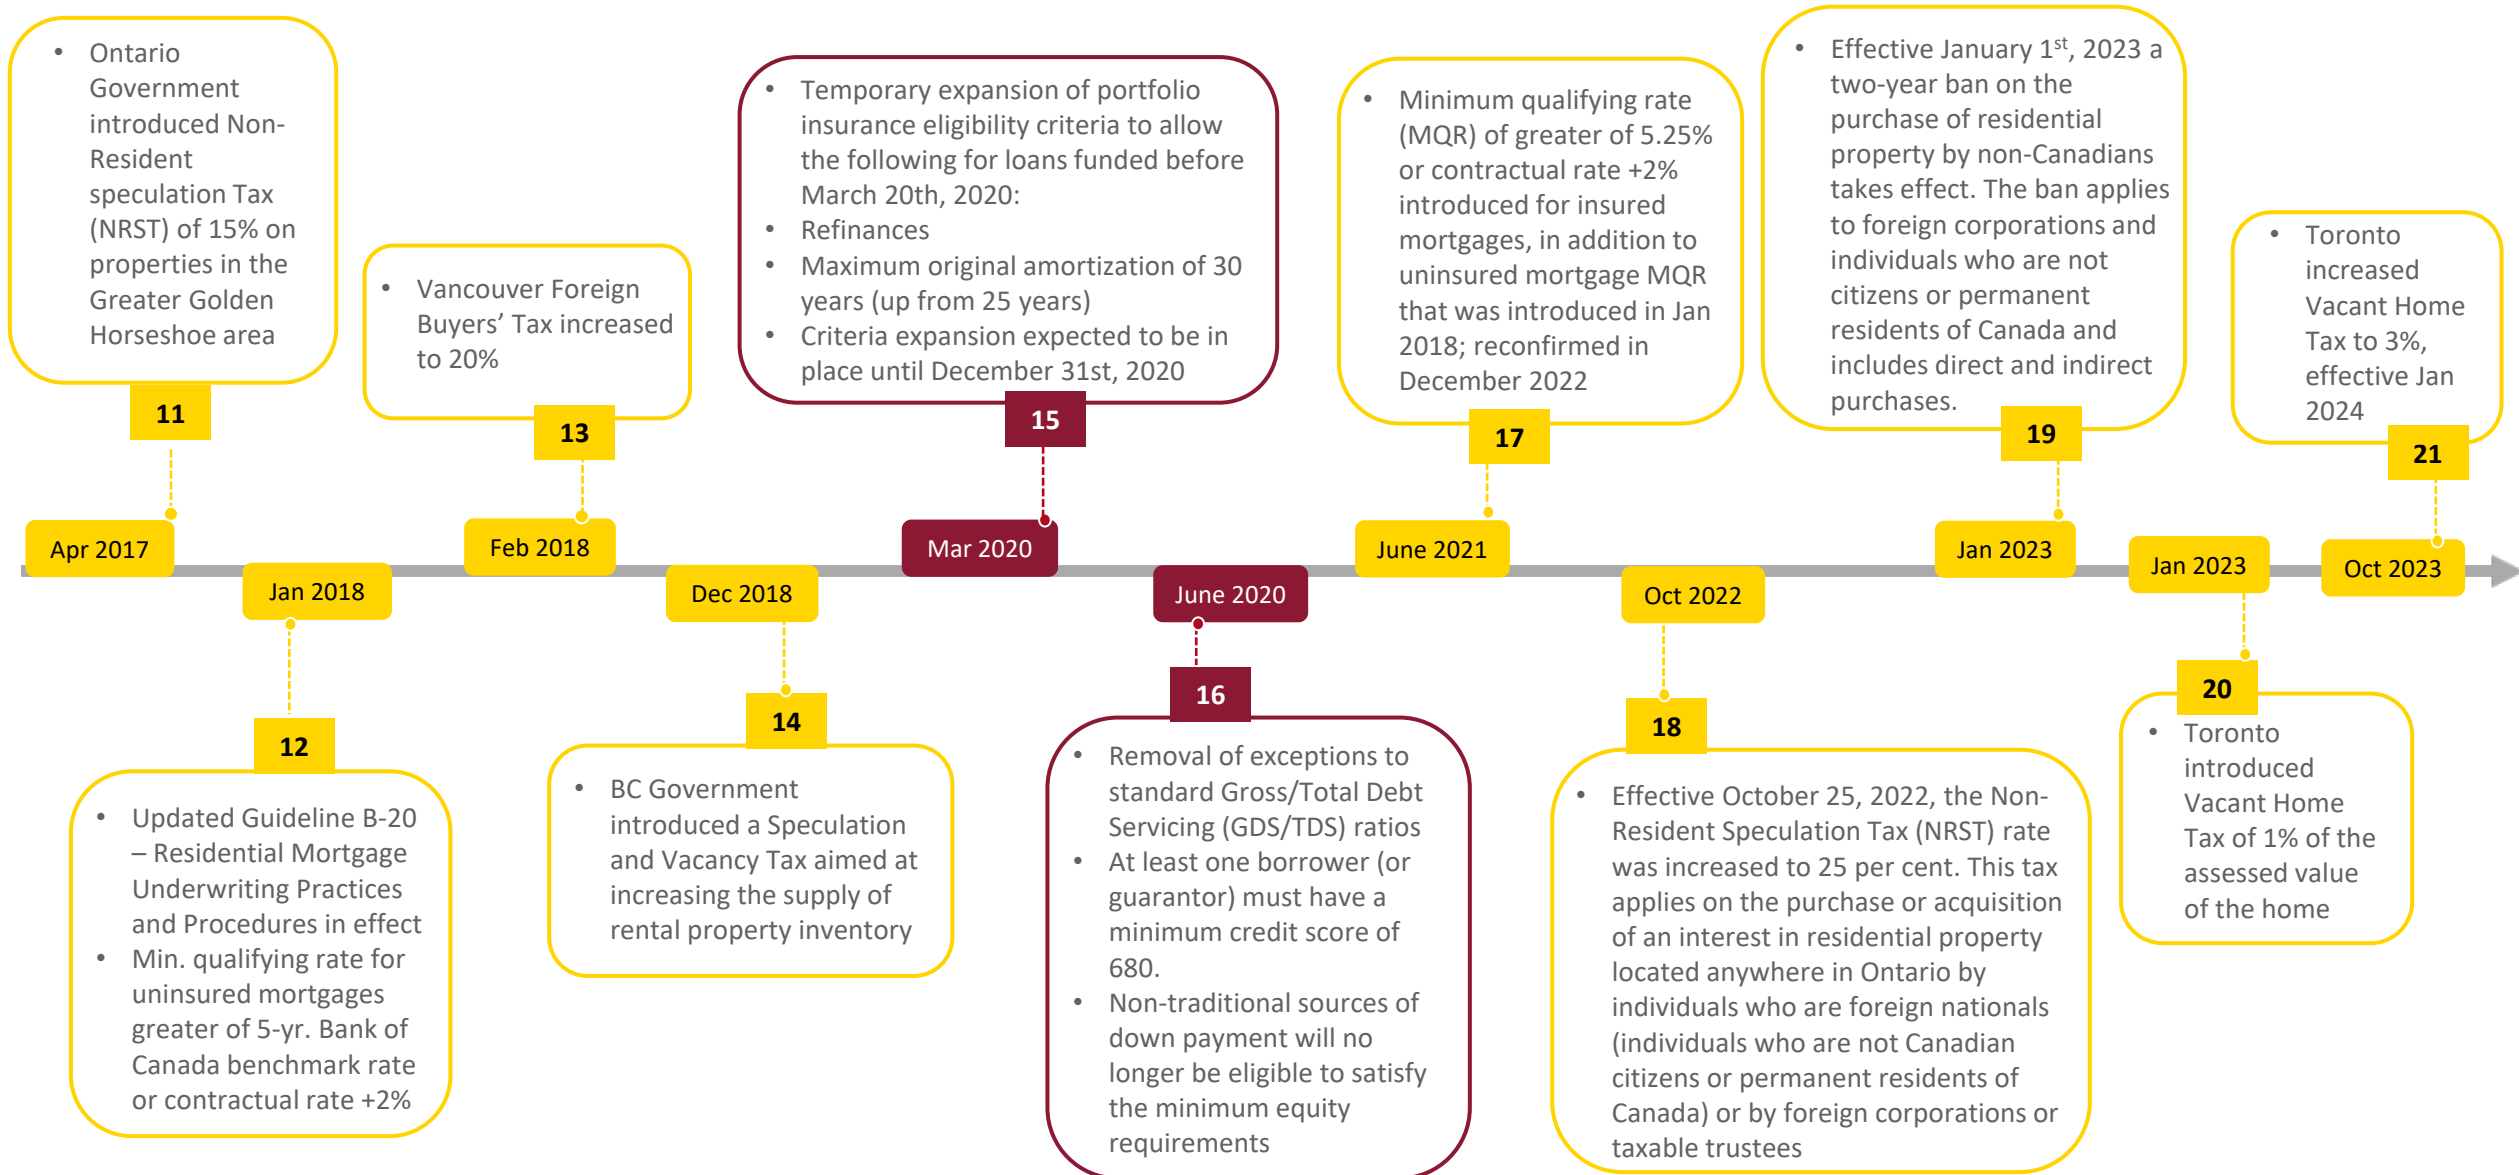 • Ontario
Government
introduced Non-
Resident
speculation Tax
(NRST) of 15% on
properties in the
Greater Golden
Horseshoe area
11
• Vancouver Foreign
Buyers’ Tax increased
to 20%
13
• Temporary expansion of portfolio
insurance eligibility criteria to allow
the following for loans funded before
March 20th, 2020:
• Refinances
• Maximum original amortization of 30
years (up from 25 years)
• Criteria expansion expected to be in
place until December 31st, 2020
15
• Minimum qualifying rate
(MQR) of greater of 5.25%
or contractual rate +2%
introduced for insured
mortgages, in addition to
uninsured mortgage MQR
that was introduced in Jan
2018; reconfirmed in
December 2022
17
• Effective January 1st, 2023 a
two-year ban on the
purchase of residential
property by non-Canadians
takes effect. The ban applies
to foreign corporations and
individuals who are not
citizens or permanent
residents of Canada and
includes direct and indirect
purchases.
19
• Toronto
increased
Vacant Home
Tax to 3%,
effective Jan
2024
21
Apr 2017
Jan 2018
Feb 2018
Dec 2018
Mar 2020
June 2020
June 2021
Oct 2022
Jan 2023
Jan 2023
Oct 2023
12
• Updated Guideline B-20
– Residential Mortgage
Underwriting Practices
and Procedures in effect
• Min. qualifying rate for
uninsured mortgages
greater of 5-yr. Bank of
Canada benchmark rate
or contractual rate +2%
14
• BC Government
introduced a Speculation
and Vacancy Tax aimed at
increasing the supply of
rental property inventory
16
• Removal of exceptions to
standard Gross/Total Debt
Servicing (GDS/TDS) ratios
• At least one borrower (or
guarantor) must have a
minimum credit score of
680.
• Non-traditional sources of
down payment will no
longer be eligible to satisfy
the minimum equity
requirements
18
• Effective October 25, 2022, the Non-
Resident Speculation Tax (NRST) rate
was increased to 25 per cent. This tax
applies on the purchase or acquisition
of an interest in residential property
located anywhere in Ontario by
individuals who are foreign nationals
(individuals who are not Canadian
citizens or permanent residents of
Canada) or by foreign corporations or
taxable trustees
20
• Toronto
introduced
Vacant Home
Tax of 1% of the
assessed value
of the home